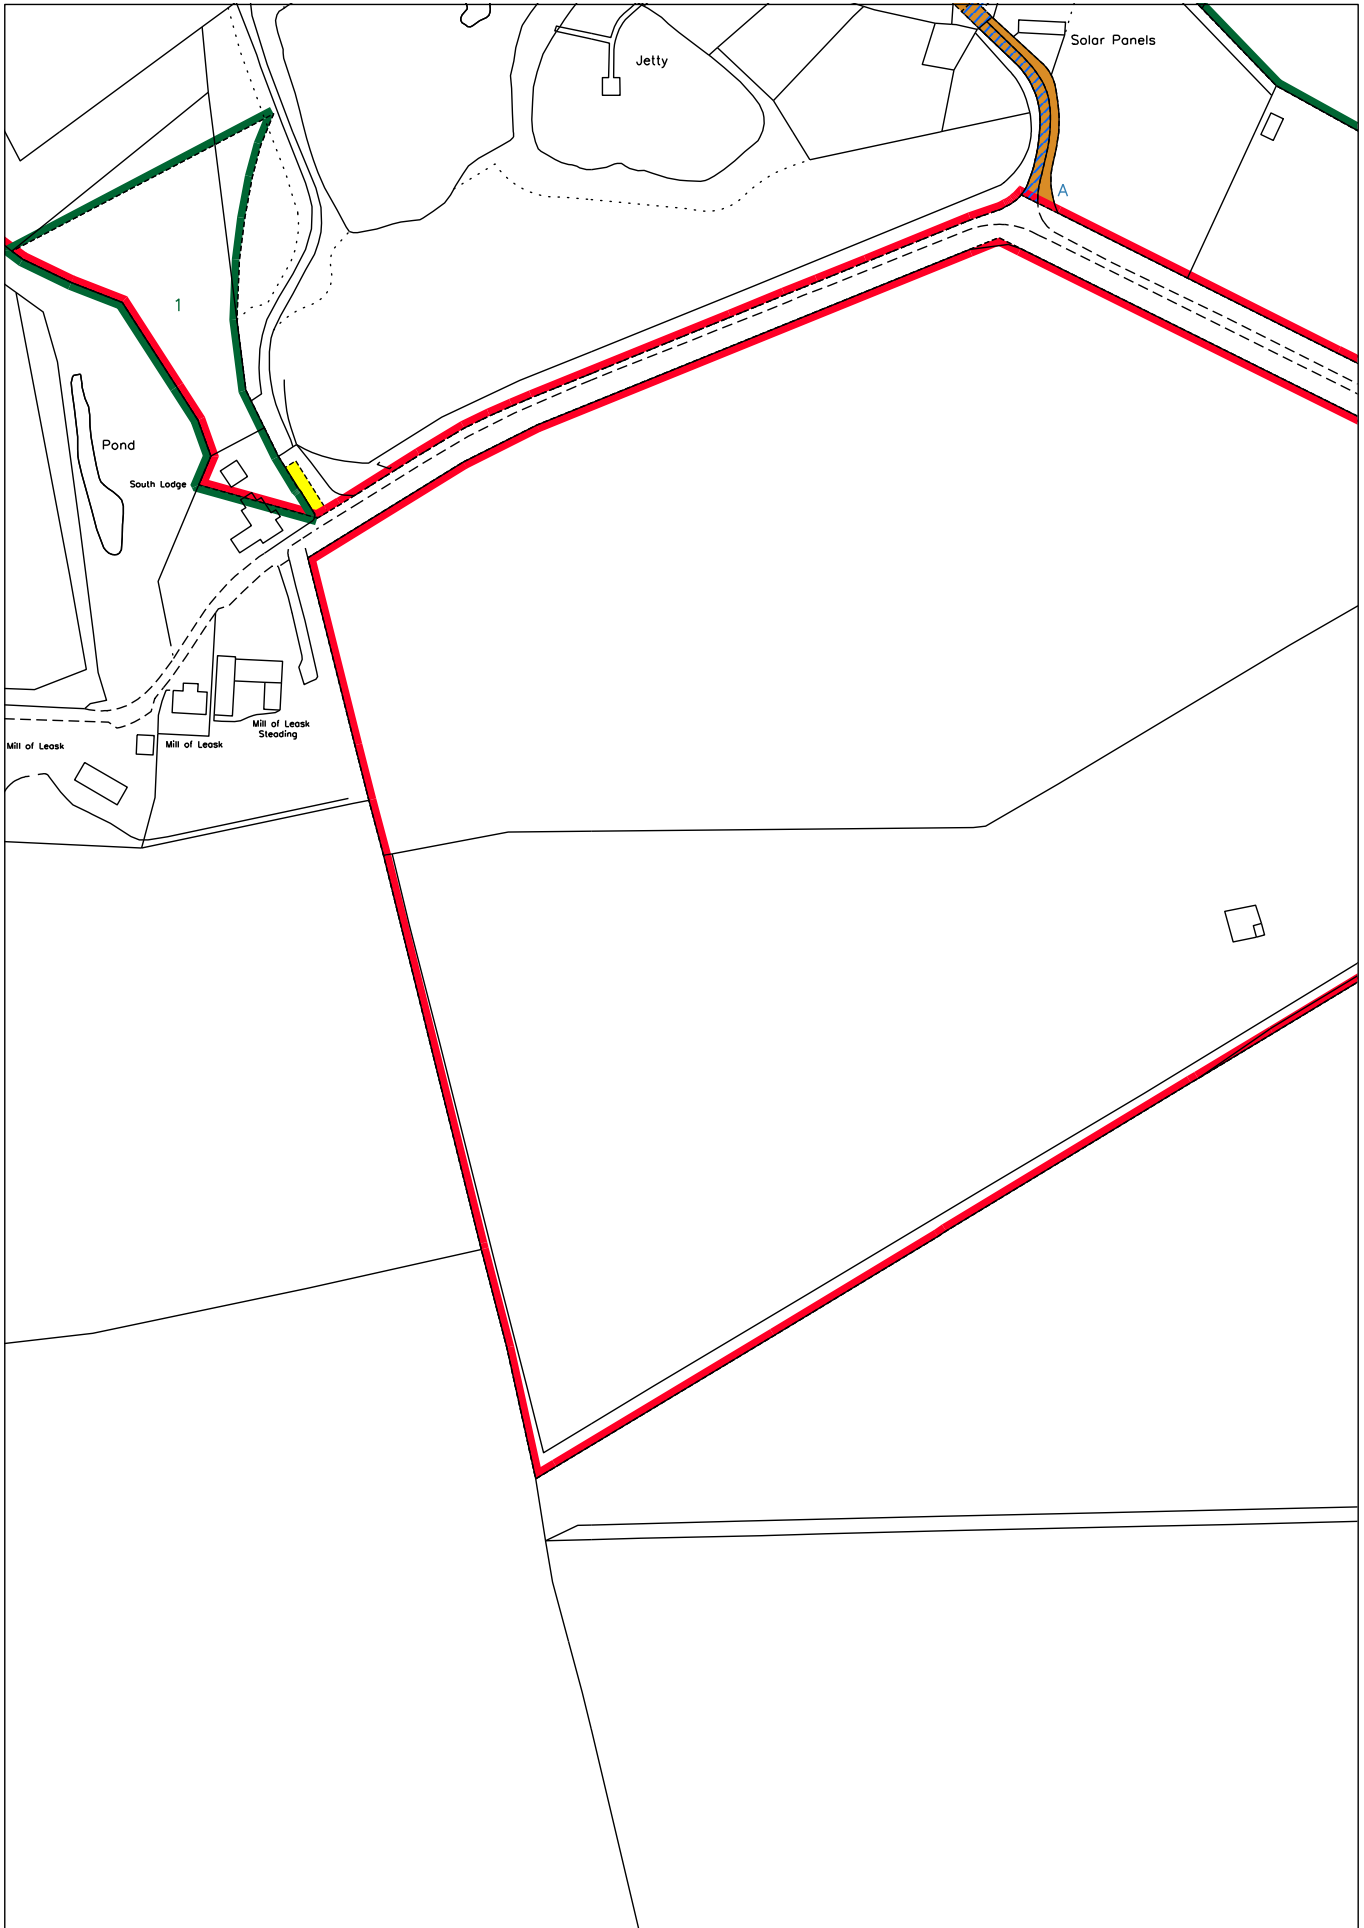 Solar Panels
Jetty
A
1
Pond
South Lodge
Mill of Leask
Steading
Mill of Leask
Mill of Leask